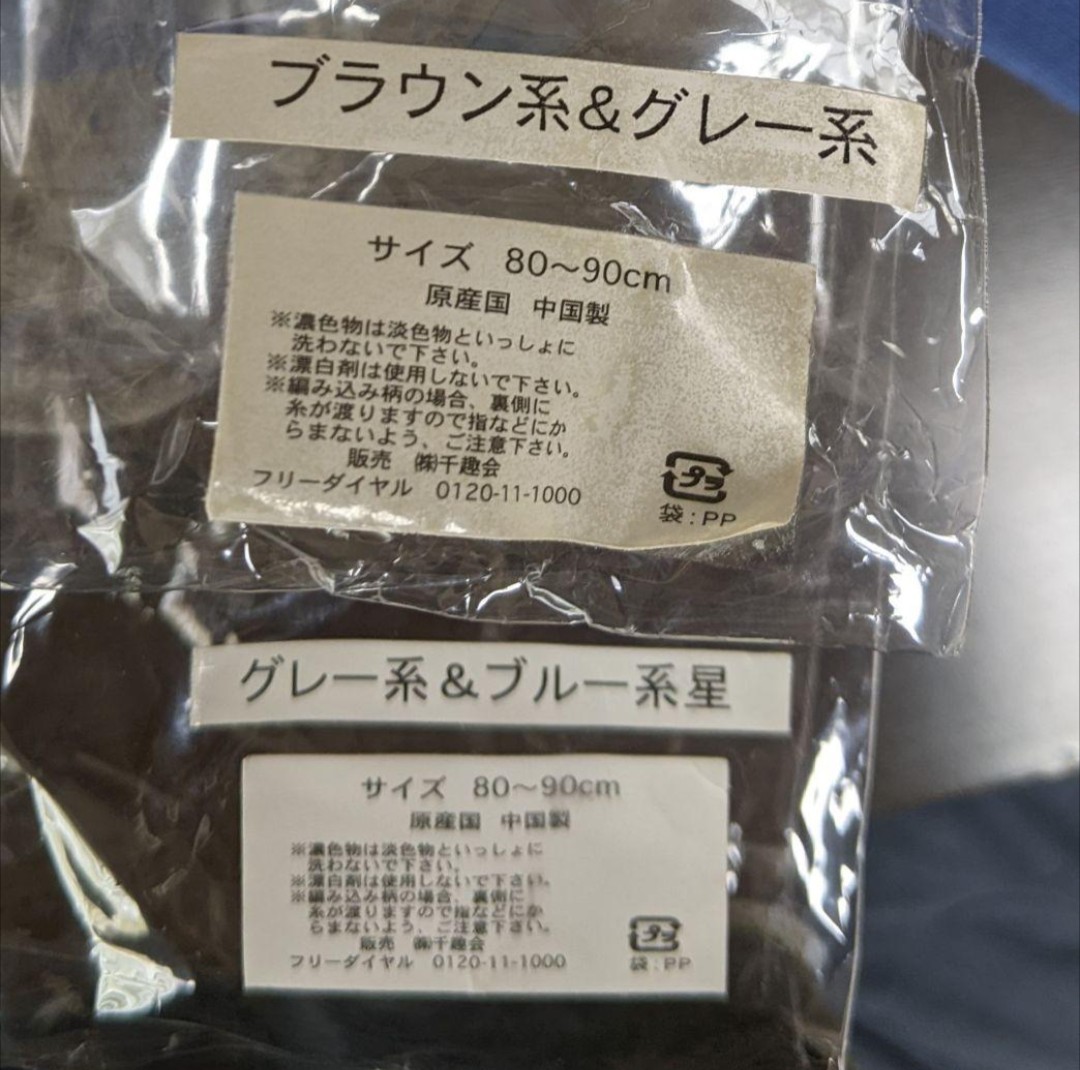 ブラウン系&グレー系
サイズ 80〜90cm
原産国 中国製
※濃色物は淡色物といっしょに
洗わないで下さい。
※漂白剤は使用しないで下さい。
※編み込み柄の場合、裏側に
糸が渡りますので指などにか
らまないよう、ご注意下さい。
販売 ㈱千趣会
フリーダイヤル 0120-11-1000
プラ
袋:PP
グレー系&ブルー系星
サイズ 80〜90cm
原産国 中国製
※濃色物は淡色物といっしょに
洗わないで下さい。
※漂白剤は使用しないで下さい。
※編み込み柄の場合、裏側に
糸が渡りますので指などにか
らまないよう、ご注意下さい。
販売 ㈱千趣会
フリーダイヤル 0120-11-1000
プラ
袋:PP